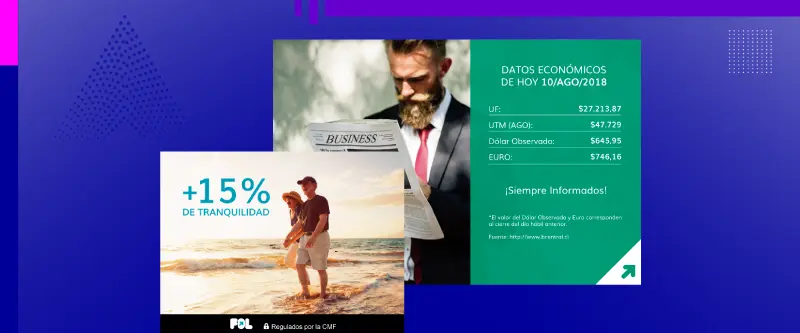 DATOS ECONÓMICOS
DE HOY 10/AGO/2018
UF: $27.213,87
UTM (AGO): $47.729
Dólar Observado: $645,95
EURO: $746,16
¡Siempre Informados!
*El valor del Dólar Observado y Euro corresponden
al cierre del día hábil anterior.
Fuente: http://www.bcentral.cl
BUSINESS
+15%
DE TRANQUILIDAD
FOL
Regulados por la CMF